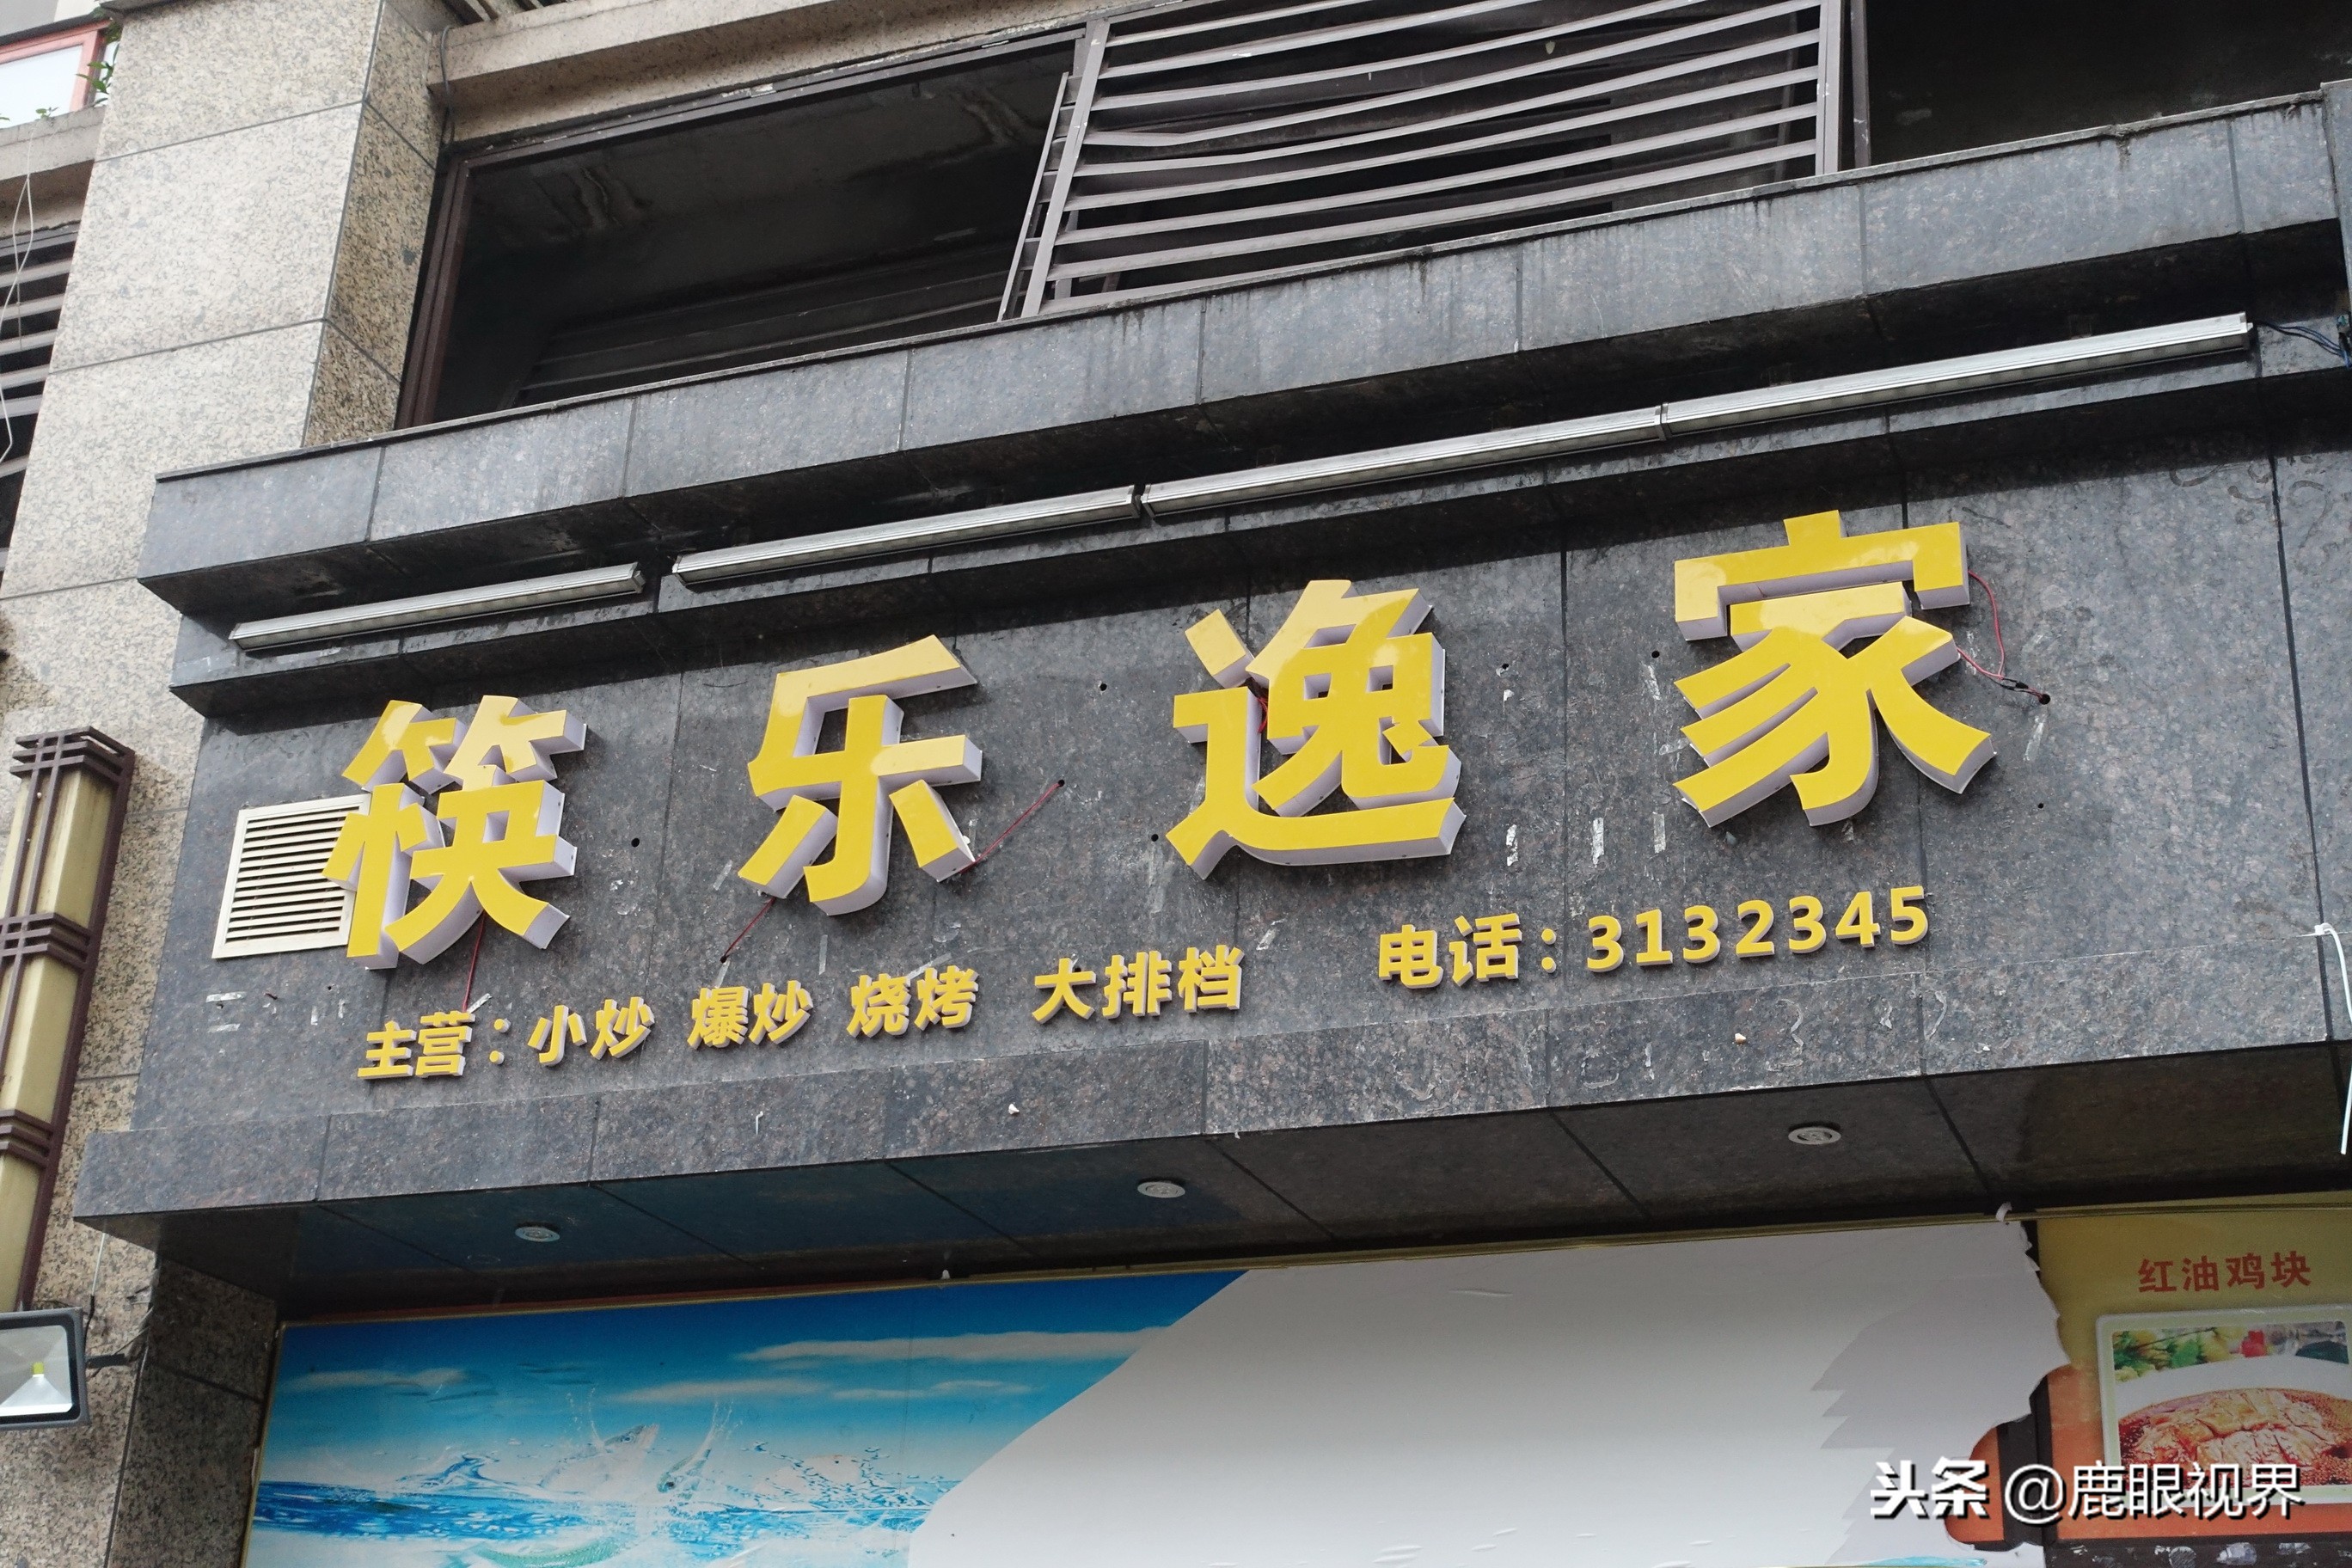 筷乐逸家
主营：小炒 爆炒 烧烤 大排档 电话：3132345
红油鸡块
头条 @鹿眼视界